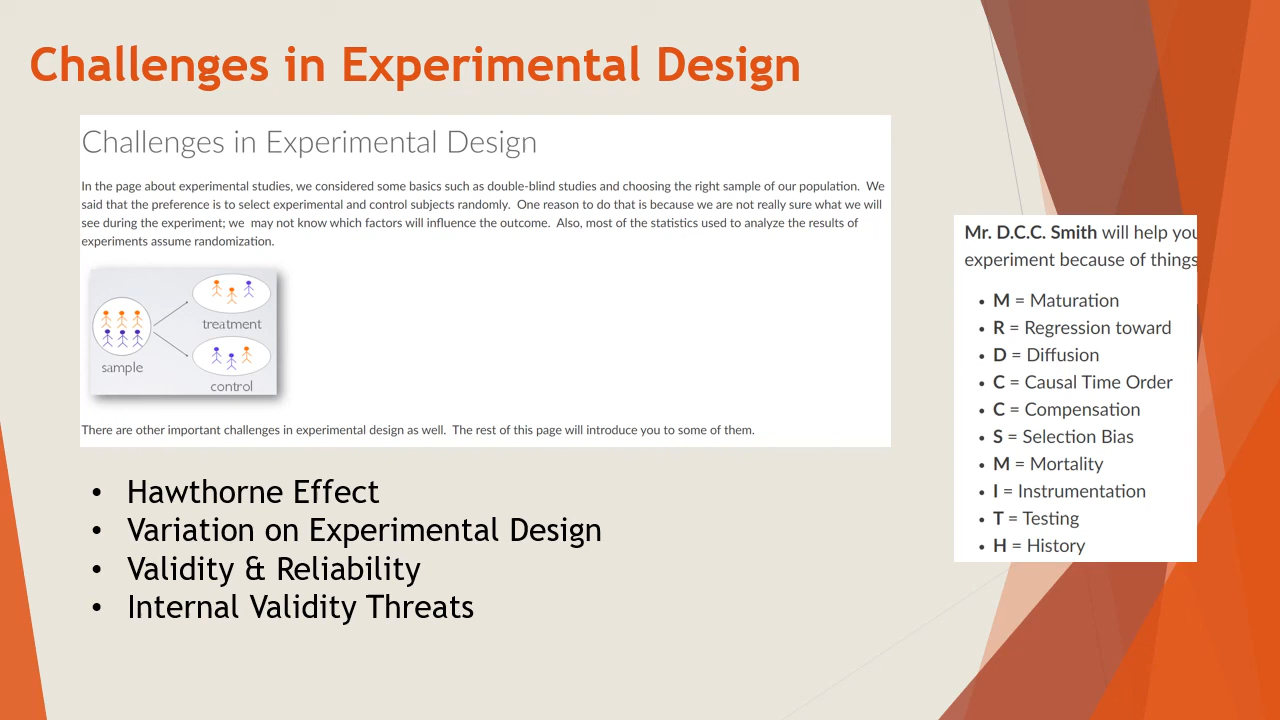 Challenges in Experimental Design
Challenges in Experimental Design
In the page about experimental studies, we considered some basics such as double-blind studies and choosing the right sample of our population.  We
said that the preference is to select experimental and control subjects randomly.  One reason to do that is because we are not really sure what we will
see during the experiment; we  may not know which factors will influence the outcome.  Also, most of the statistics used to analyze the results of
experiments assume randomization.
sample
treatment
control
There are other important challenges in experimental design as well.  The rest of this page will introduce you to some of them.
• Hawthorne Effect
• Variation on Experimental Design
• Validity & Reliability
• Internal Validity Threats
Mr. D.C.C. Smith will help you
experiment because of things
• M = Maturation
• R = Regression toward
• D = Diffusion
• C = Causal Time Order
• C = Compensation
• S = Selection Bias
• M = Mortality
• I = Instrumentation
• T = Testing
• H = History